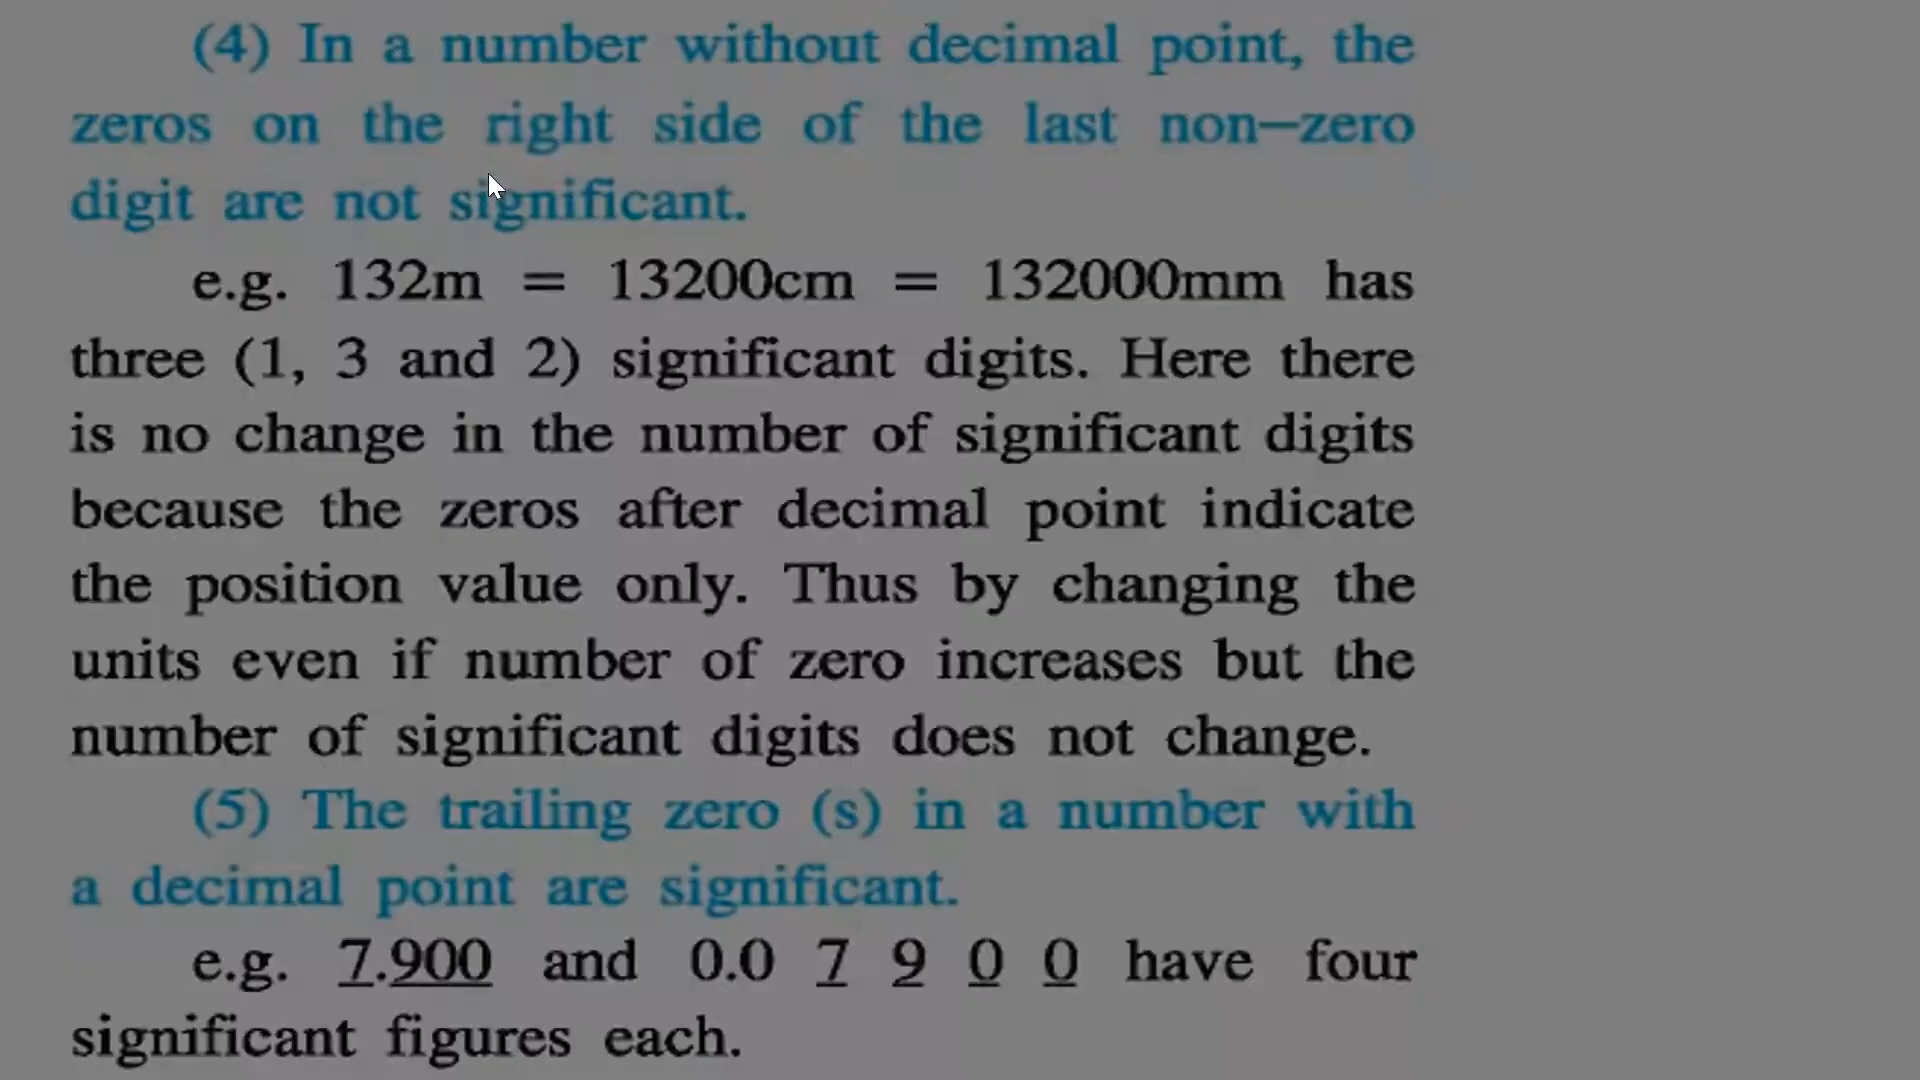 (4) In a number without decimal point, the
zeros on the right side of the last non-zero
digit are not significant.
e.g. 132m = 13200cm = 132000mm has
three (1, 3 and 2) significant digits. Here there
is no change in the number of significant digits
because the zeros after decimal point indicate
the position value only. Thus by changing the
units even if number of zero increases but the
number of significant digits does not change.
(5) The trailing zero (s) in a number with
a decimal point are significant.
e.g. 7.900 and 0.0 7 9 0 0 have four
significant figures each.